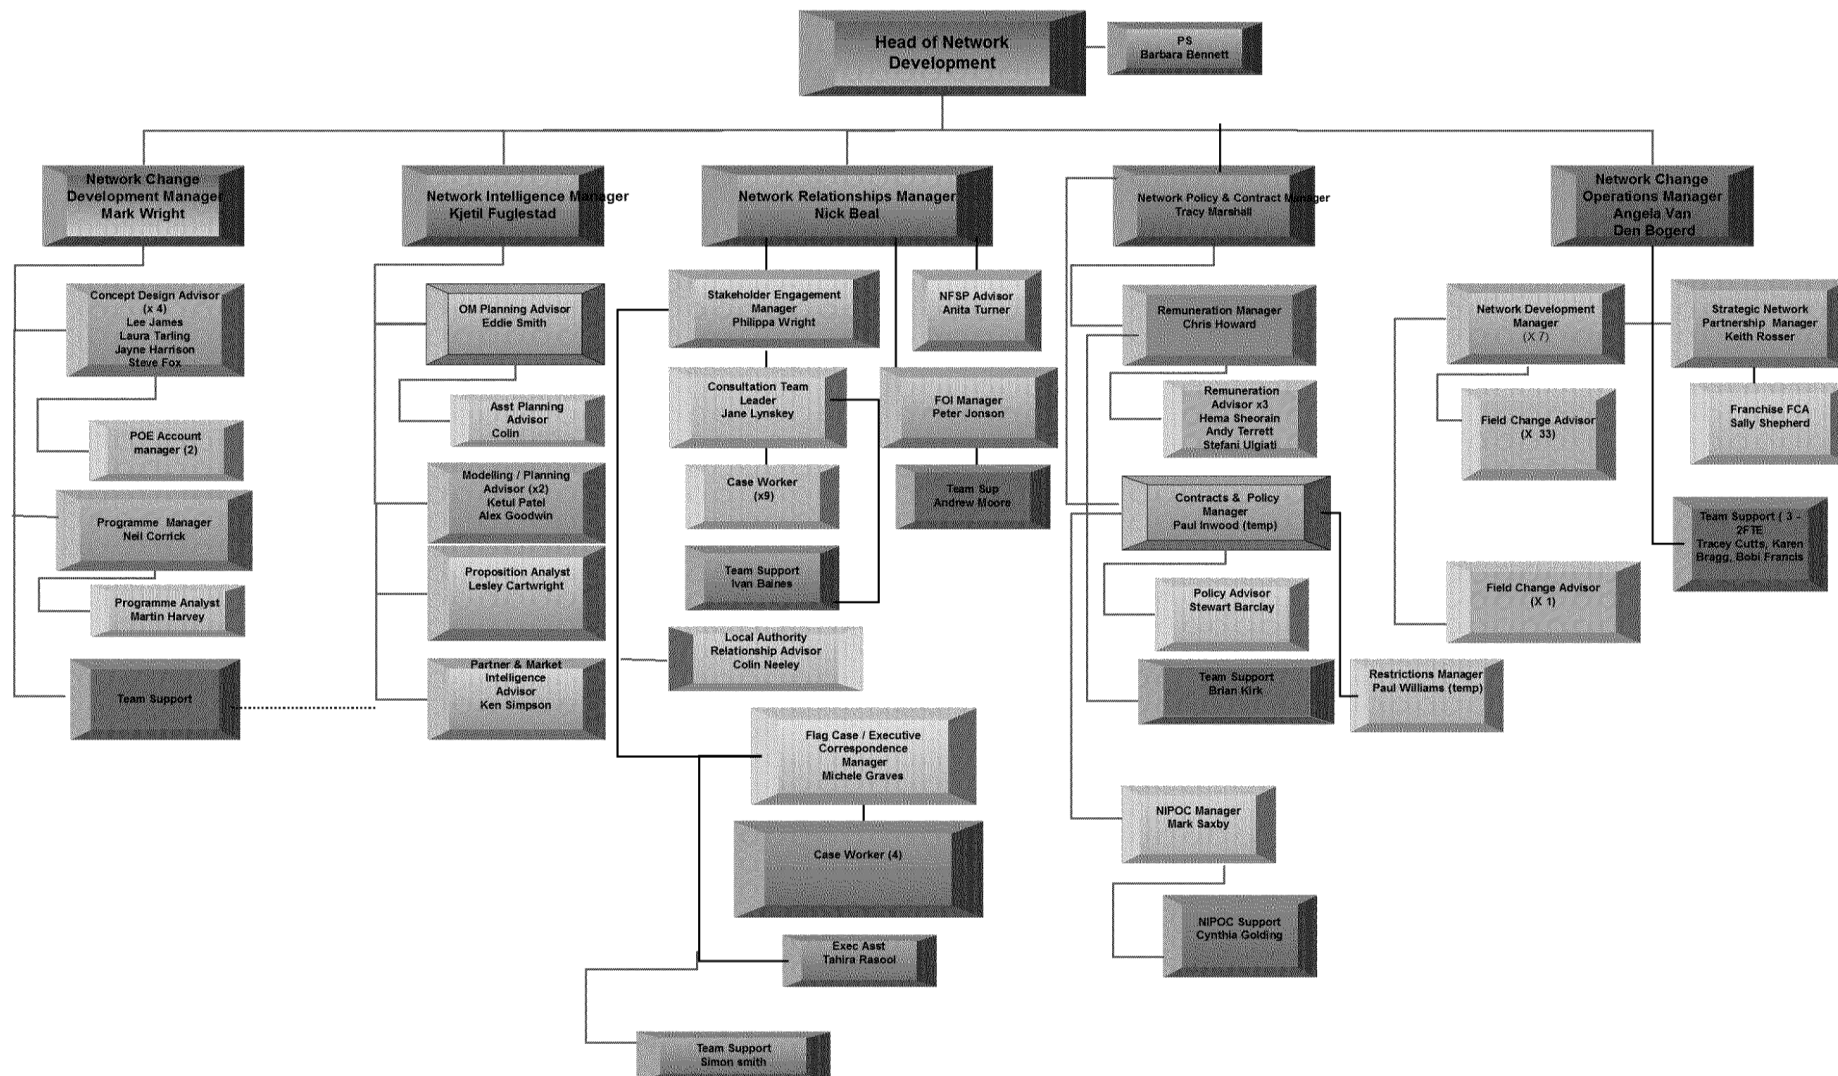 Head of Network
Development
PS
Barbara Bennett
Network Change
Development Manager
Mark Wright
Network Intelligence Manager
Kjetil Fuglestad
Network Relationships Manager
Nick Beal
Network Policy & Contract Manager
Tracy Marshall
Network Change
Operations Manager
Angela Van
Den Bogerd
Concept Design Advisor
(x 4)
Lee James
Laura Tarling
Jayne Harrison
Steve Fox
POE Account
manager (2)
Programme Manager
Neil Corrick
Programme Analyst
Martin Harvey
Team Support
OM Planning Advisor
Eddie Smith
Asst Planning
Advisor
Colin
Modelling / Planning
Advisor (x2)
Ketul Patel
Alex Goodwin
Proposition Analyst
Lesley Cartwright
Partner & Market
Intelligence
Advisor
Ken Simpson
Stakeholder Engagement
Manager
Philippa Wright
NFSP Advisor
Anita Turner
Consultation Team
Leader
Jane Lynskey
FOI Manager
Peter Jonson
Case Worker
(x9)
Team Sup
Andrew Moore
Team Support
Ivan Baines
Local Authority
Relationship Advisor
Colin Neeley
Flag Case / Executive
Correspondence
Manager
Michele Graves
Case Worker (4)
Exec Asst
Tahira Rasool
Team Support
Simon smith
Remuneration Manager
Chris Howard
Remuneration
Advisor x3
Hema Sheorain
Andy Terrett
Stefani Ulgiati
Contracts & Policy
Manager
Paul Inwood (temp)
Policy Advisor
Stewart Barclay
Team Support
Brian Kirk
Restrictions Manager
Paul Williams (temp)
NIPOC Manager
Mark Saxby
NIPOC Support
Cynthia Golding
Network Development
Manager
(X 7)
Strategic Network
Partnership Manager
Keith Rosser
Field Change Advisor
(X 33)
Franchise FCA
Sally Shepherd
Team Support ( 3 -
2FTE
Tracey Cutts, Karen
Bragg, Bobi Francis
Field Change Advisor
(X 1)